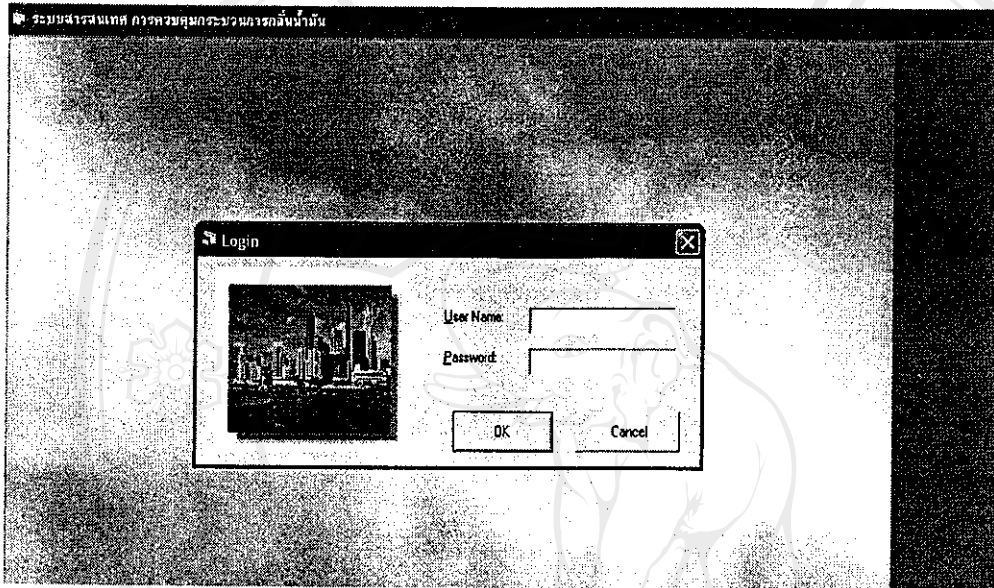 ระบบสารสนเทศ การควบคุมกระบวนการกลั่นน้ำมัน
Login
User Name:
Password:
OK
Cancel